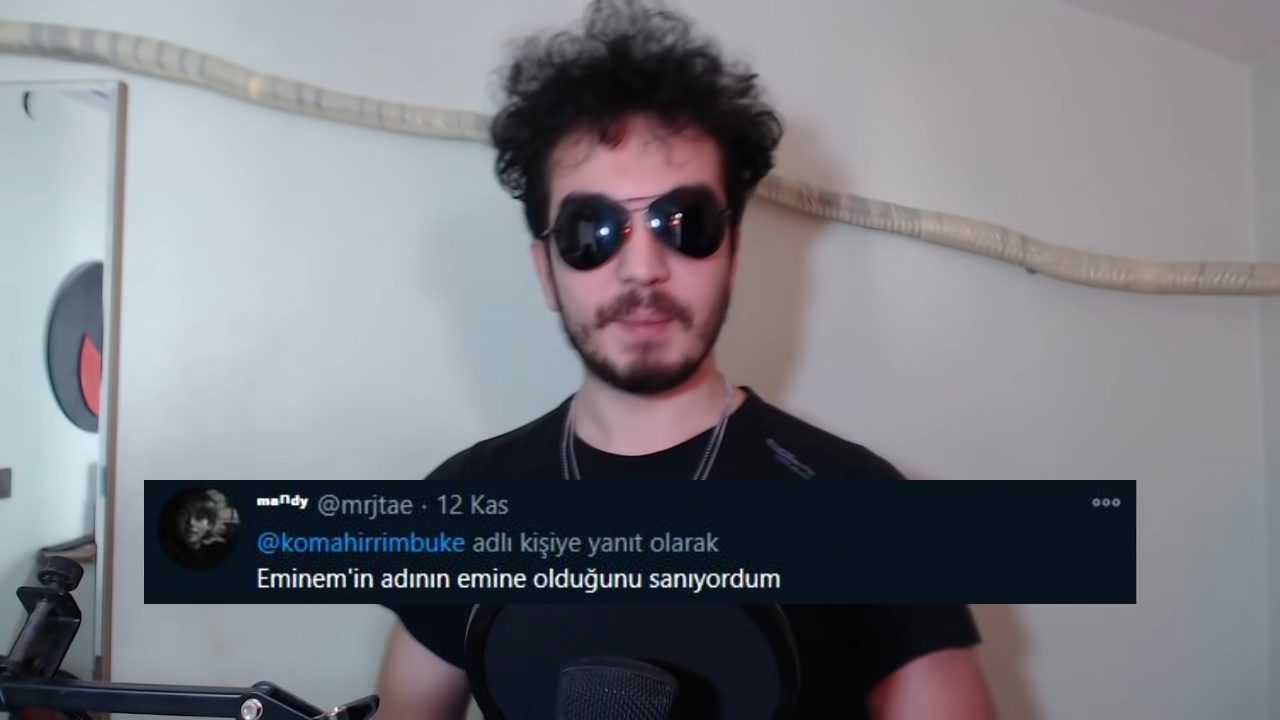 mandy @mrjtae · 12 Kas
@komahirrimbuke adlı kişiye yanıt olarak
Eminem'in adının emine olduğunu sanıyordum